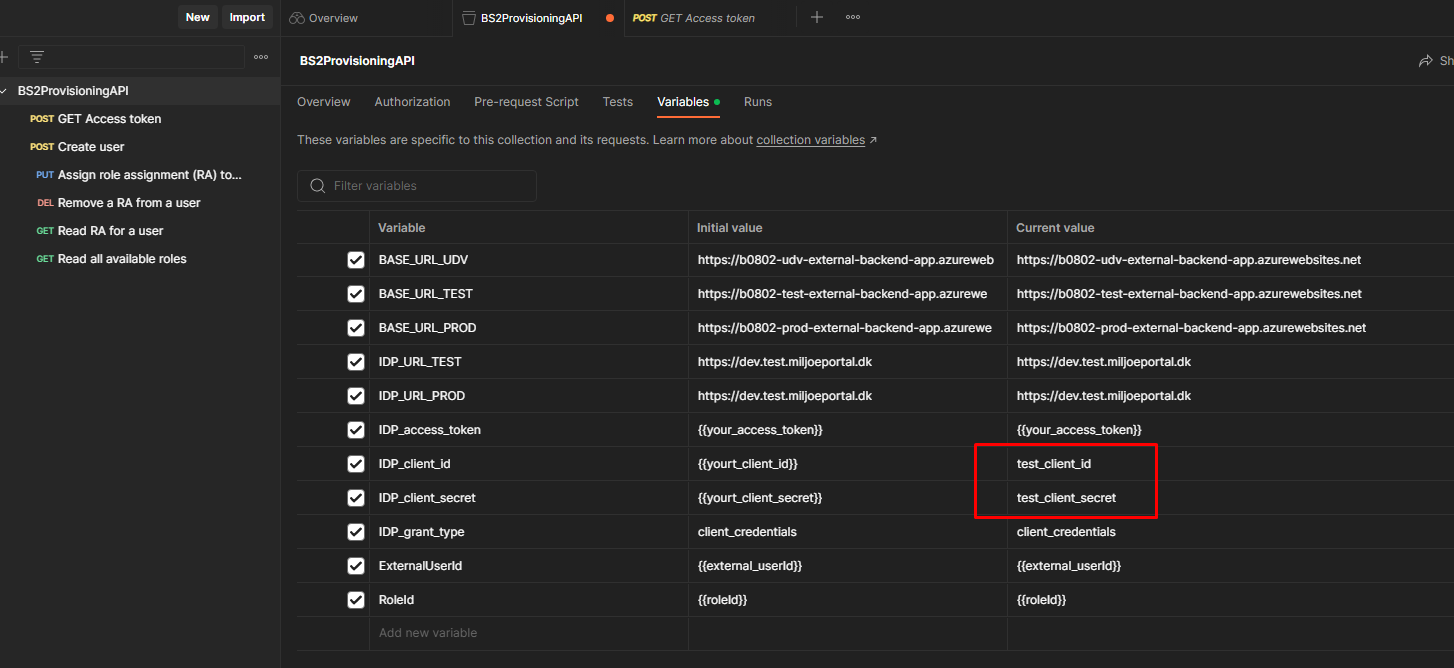 New Import Overview BS2ProvisioningAPI POST GET Access token
BS2ProvisioningAPI
Sh
BS2ProvisioningAPI
POST GET Access token
POST Create user
PUT Assign role assignment (RA) to...
DEL Remove a RA from a user
GET Read RA for a user
GET Read all available roles
Overview Authorization Pre-request Script Tests Variables Runs
These variables are specific to this collection and its requests. Learn more about collection variables ↗
Filter variables
Variable Initial value Current value
BASE_URL_UDV https://b0802-udv-external-backend-app.azureweb https://b0802-udv-external-backend-app.azurewebsites.net
BASE_URL_TEST https://b0802-test-external-backend-app.azurewe https://b0802-test-external-backend-app.azurewebsites.net
BASE_URL_PROD https://b0802-prod-external-backend-app.azurewe https://b0802-prod-external-backend-app.azurewebsites.net
IDP_URL_TEST https://dev.test.miljoeportal.dk https://dev.test.miljoeportal.dk
IDP_URL_PROD https://dev.test.miljoeportal.dk https://dev.test.miljoeportal.dk
IDP_access_token {{your_access_token}} {{your_access_token}}
IDP_client_id {{yourt_client_id}} test_client_id
IDP_client_secret {{yourt_client_secret}} test_client_secret
IDP_grant_type client_credentials client_credentials
ExternalUserId {{external_userId}} {{external_userId}}
RoleId {{roleId}} {{roleId}}
Add new variable